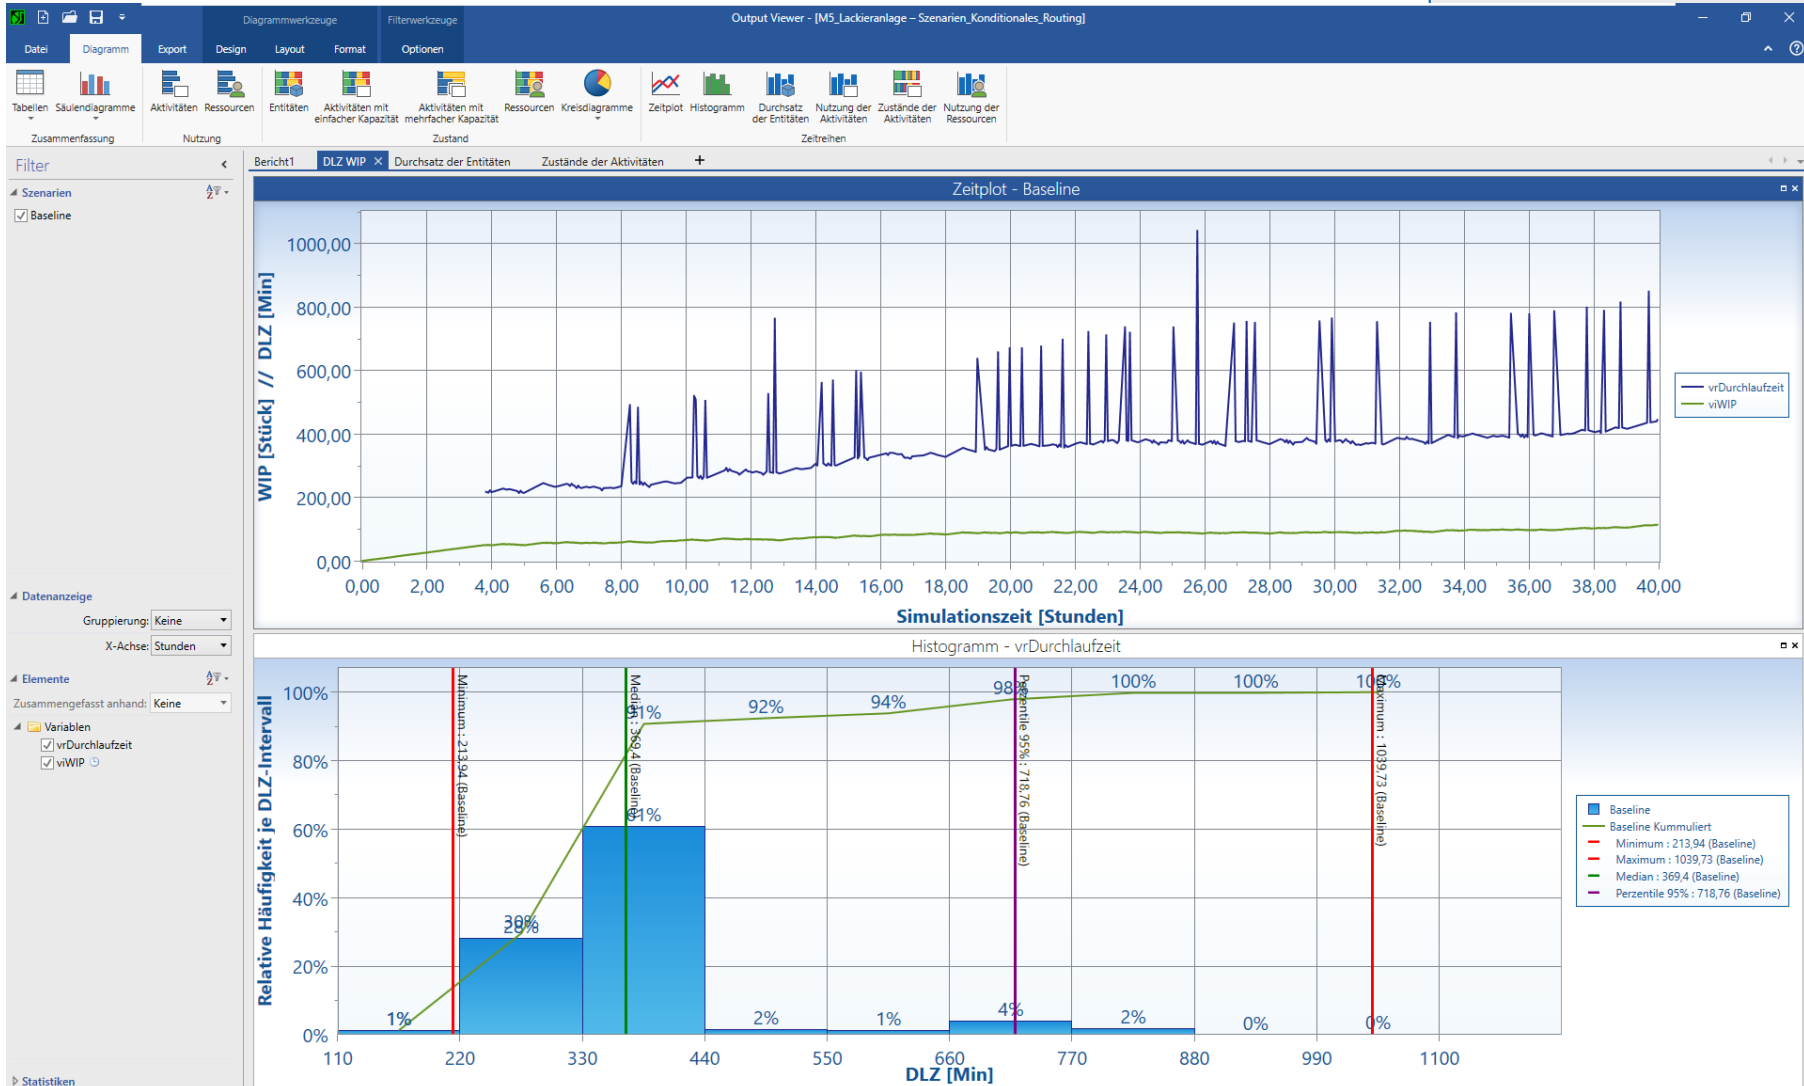 Diagrammwerkzeuge
Filterwerkzeuge
Output Viewer - [M5_Lackieranlage – Szenarien_Konditionales_Routing]
Datei
Diagramm
Export
Design
Layout
Format
Optionen
Tabellen
Säulendiagramme
Aktivitäten
Ressourcen
Entitäten
Aktivitäten mit
einfacher Kapazität
Aktivitäten mit
mehrfacher Kapazität
Ressourcen
Kreisdiagramme
Zeitplot
Histogramm
Durchsatz
der Entitäten
Nutzung der
Aktivitäten
Zustände der
Aktivitäten
Nutzung der
Ressourcen
Zusammenfassung
Nutzung
Zustand
Zeitreihen
Filter
Szenarien
Baseline
Datenanzeige
Gruppierung: Keine
X-Achse: Stunden
Elemente
Zusammengefasst anhand: Keine
Variablen
vrDurchlaufzeit
viWIP
Statistiken
Bericht1
DLZ WIP
Durchsatz der Entitäten
Zustände der Aktivitäten
Zeitplot - Baseline
WIP [Stück] // DLZ [Min]
1000,00
800,00
600,00
400,00
200,00
0,00
0,00 2,00 4,00 6,00 8,00 10,00 12,00 14,00 16,00 18,00 20,00 22,00 24,00 26,00 28,00 30,00 32,00 34,00 36,00 38,00 40,00
Simulationszeit [Stunden]
vrDurchlaufzeit
viWIP
Histogramm - vrDurchlaufzeit
Relative Häufigkeit je DLZ-Intervall
100%
80%
60%
40%
20%
0%
Minimum : 213,94 (Baseline)
Median : 369,4 (Baseline)
Perzentile 95% : 718,76 (Baseline)
Maximum : 1039,73 (Baseline)
1%
30%
28%
91%
61%
92%
94%
98%
100%
100%
100%
2%
1%
4%
2%
0%
0%
110 220 330 440 550 660 770 880 990 1100
DLZ [Min]
Baseline
Baseline Kummuliert
Minimum : 213,94 (Baseline)
Maximum : 1039,73 (Baseline)
Median : 369,4 (Baseline)
Perzentile 95% : 718,76 (Baseline)